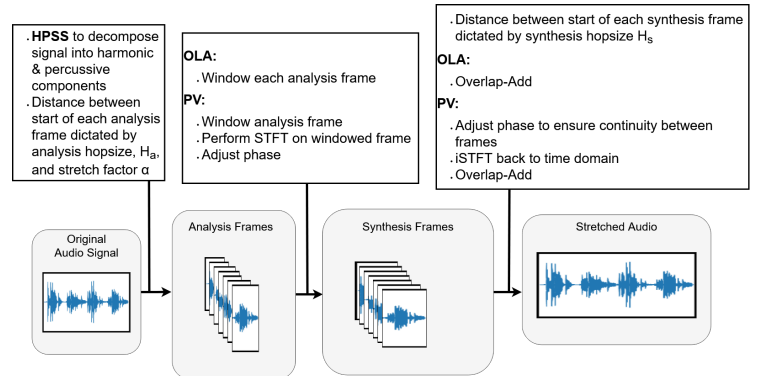 . HPSS to decompose
signal into harmonic
& percussive
components
. Distance between
start of each analysis
frame dictated by
analysis hopsize, Hₐ,
and stretch factor α
OLA:
. Window each analysis frame
PV:
. Window analysis frame
. Perform STFT on windowed frame
. Adjust phase
. Distance between start of each synthesis frame
dictated by synthesis hopsize Hₛ
OLA:
. Overlap-Add
PV:
. Adjust phase to ensure continuity between
frames
. iSTFT back to time domain
. Overlap-Add
Original
Audio Signal
Analysis Frames
Synthesis Frames
Stretched Audio